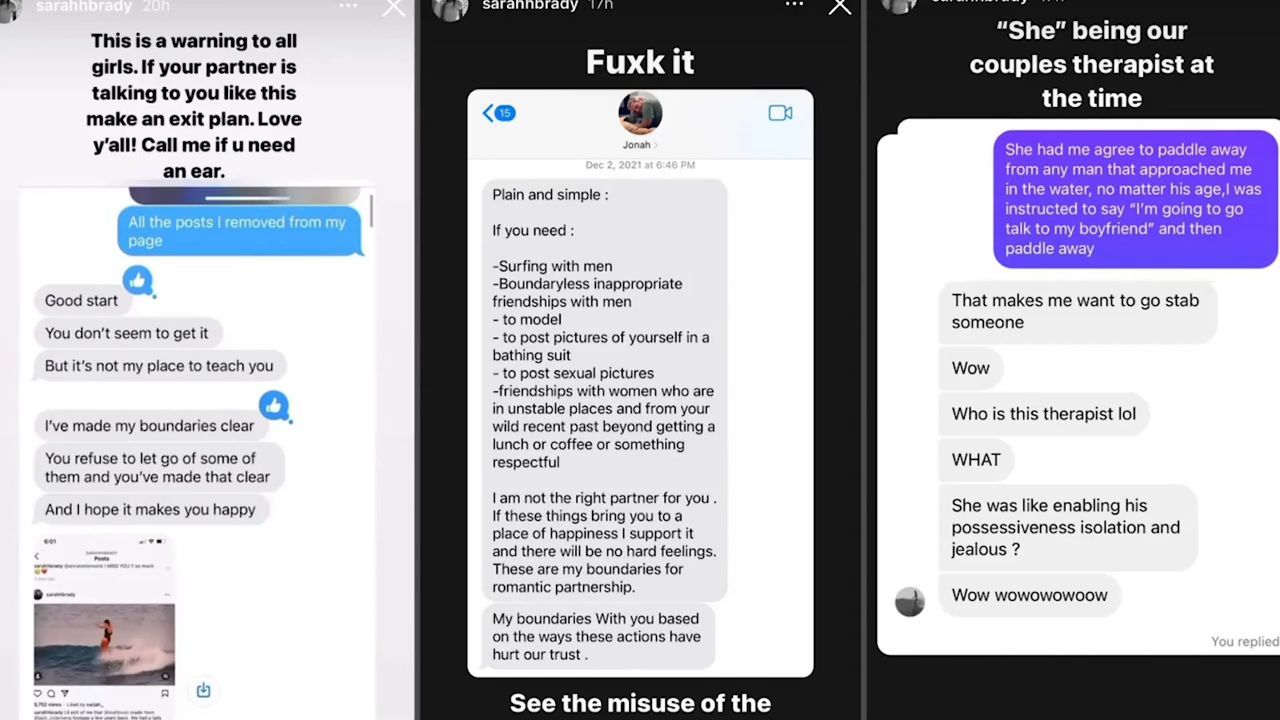 sarahhbrady 20h
This is a warning to all
girls. If your partner is
talking to you like this
make an exit plan. Love
y’all! Call me if u need
an ear.
All the posts I removed from my
page
Good start
You don’t seem to get it
But it’s not my place to teach you
I’ve made my boundaries clear
You refuse to let go of some of
them and you’ve made that clear
And I hope it makes you happy
6:01
Posts
sarahhbrady
sarahhbrady 17h
Fuxk it
15
Jonah
Dec 2, 2021 at 6:46 PM
Plain and simple :
If you need :
-Surfing with men
-Boundaryless inappropriate
friendships with men
- to model
- to post pictures of yourself in a
bathing suit
- to post sexual pictures
-friendships with women who are
in unstable places and from your
wild recent past beyond getting a
lunch or coffee or something
respectful
I am not the right partner for you .
If these things bring you to a
place of happiness I support it
and there will be no hard feelings.
These are my boundaries for
romantic partnership.
My boundaries With you based
on the ways these actions have
hurt our trust .
See the misuse of the
sarahhbrady
“She” being our
couples therapist at
the time
She had me agree to paddle away
from any man that approached me
in the water, no matter his age,I was
instructed to say “I’m going to go
talk to my boyfriend” and then
paddle away
That makes me want to go stab
someone
Wow
Who is this therapist lol
WHAT
She was like enabling his
possessiveness isolation and
jealous ?
Wow wowowowoow
You replied